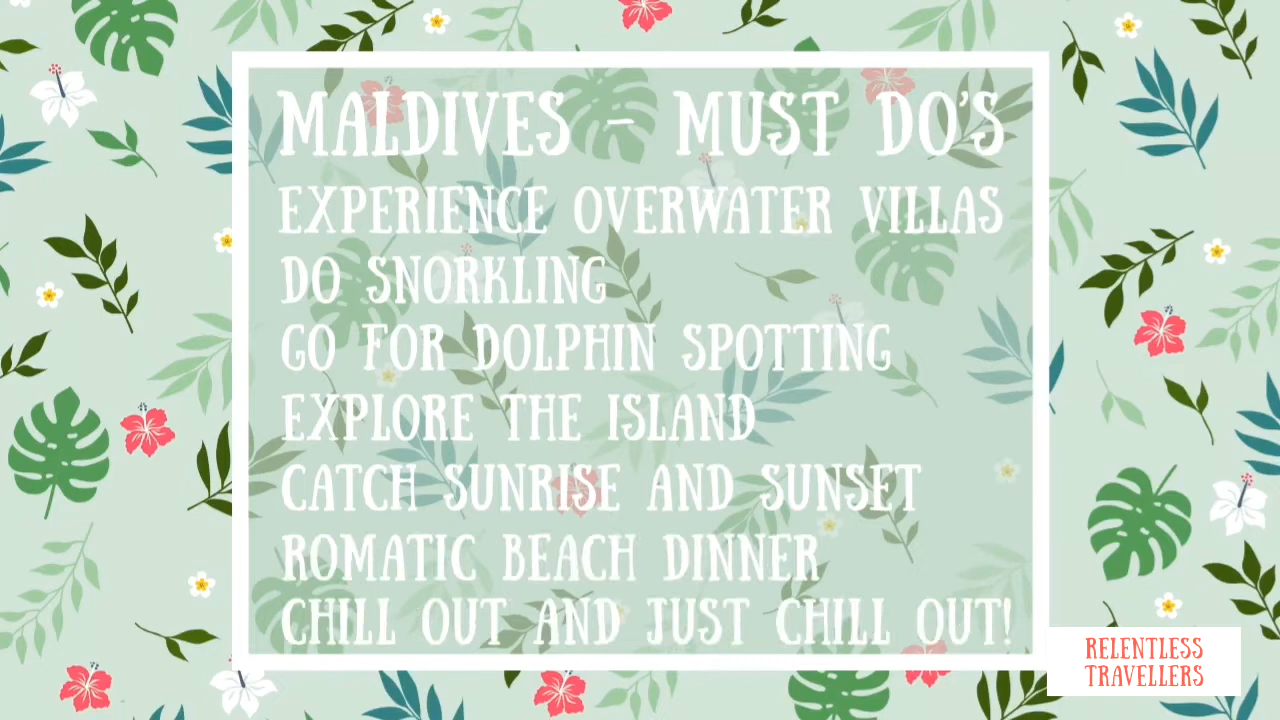 MALDIVES - MUST DO'S
EXPERIENCE OVERWATER VILLAS
DO SNORKLING
GO FOR DOLPHIN SPOTTING
EXPLORE THE ISLAND
CATCH SUNRISE AND SUNSET
ROMATIC BEACH DINNER
CHILL OUT AND JUST CHILL OUT!
RELENTLESS
TRAVELLERS